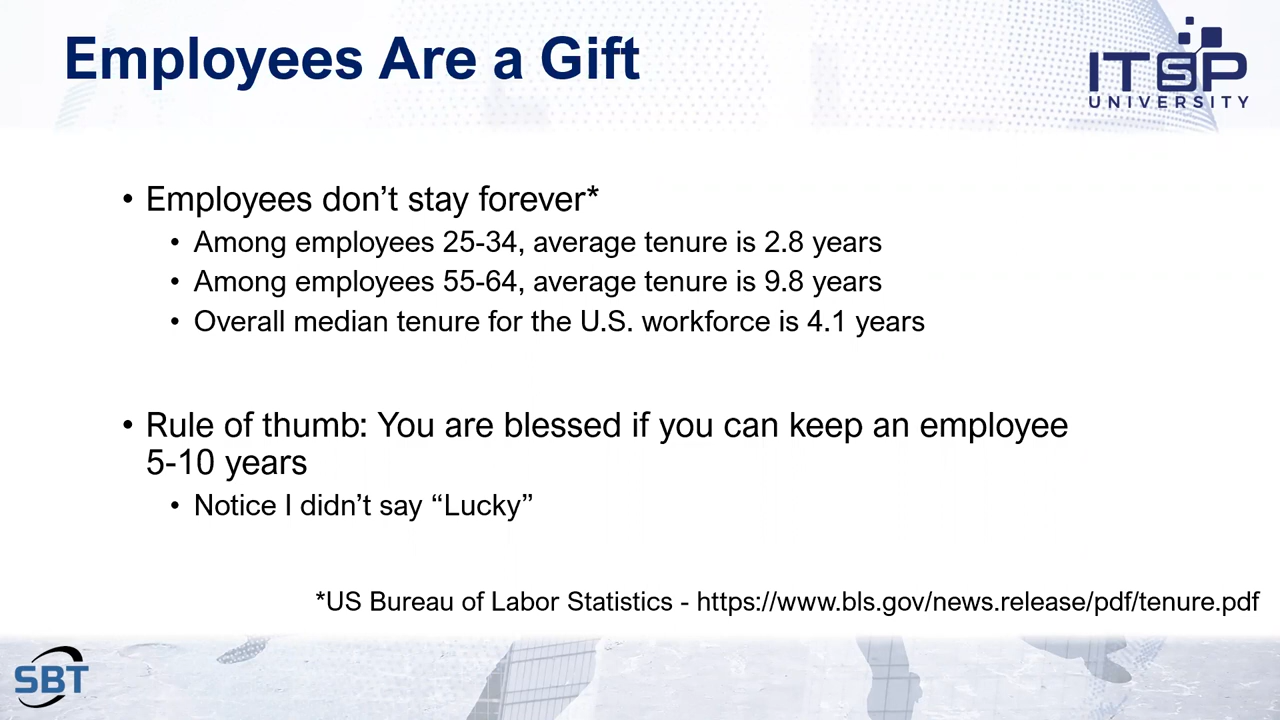 Employees Are a Gift
ITSP
UNIVERSITY
• Employees don’t stay forever*
• Among employees 25-34, average tenure is 2.8 years
• Among employees 55-64, average tenure is 9.8 years
• Overall median tenure for the U.S. workforce is 4.1 years
• Rule of thumb: You are blessed if you can keep an employee
5-10 years
• Notice I didn’t say “Lucky”
*US Bureau of Labor Statistics - https://www.bls.gov/news.release/pdf/tenure.pdf
SBT